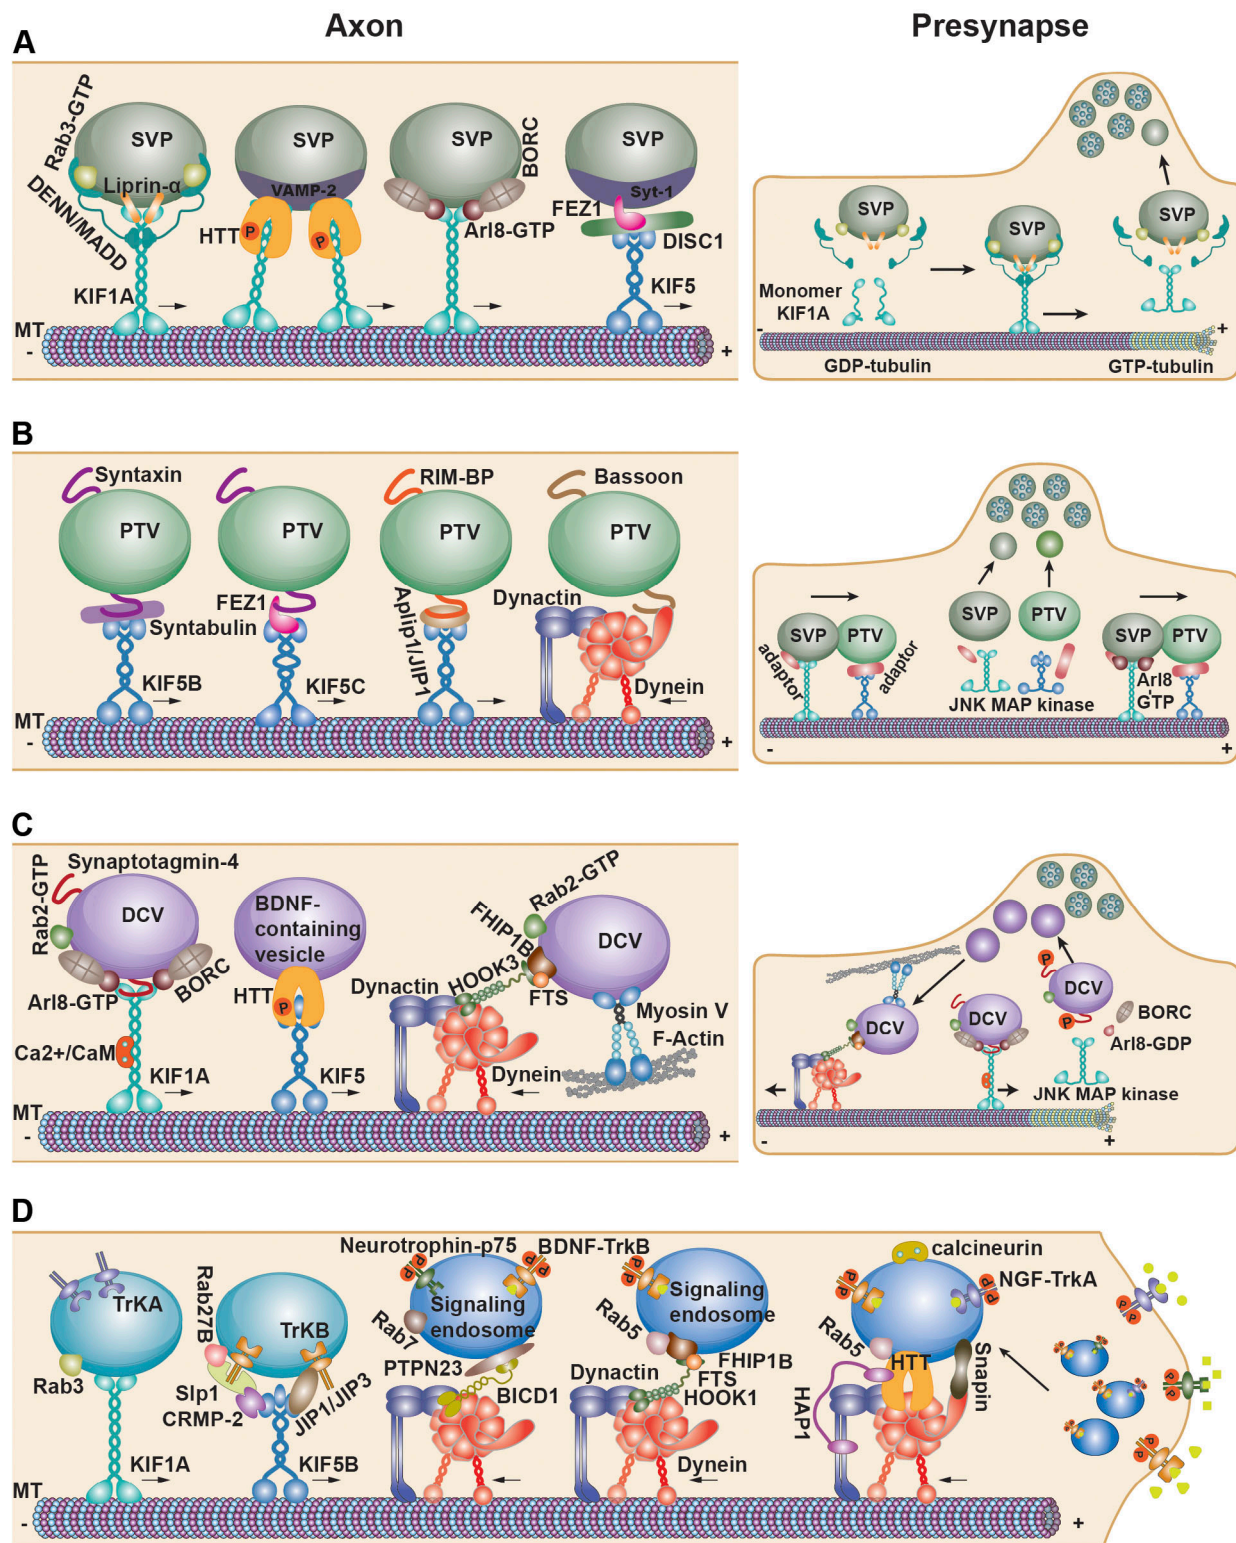 Axon
Presynapse
A
Rab3-GTP
DENN/MADD
SVP
Liprin-α
KIF1A
SVP
VAMP-2
HTT
P
P
SVP
BORC
Arl8-GTP
SVP
Syt-1
FEZ1
DISC1
KIF5
MT
-
+
SVP
Monomer
KIF1A
SVP
SVP
-
+
GDP-tubulin
GTP-tubulin
B
Syntaxin
PTV
Syntabulin
KIF5B
PTV
FEZ1
KIF5C
RIM-BP
PTV
Aplip1/JIP1
Bassoon
PTV
Dynactin
Dynein
MT
-
+
SVP
PTV
adaptor
adaptor
SVP
PTV
JNK MAP kinase
SVP
PTV
Arl8
GTP
-
+
C
Rab2-GTP
Synaptotagmin-4
DCV
Arl8-GTP
BORC
Ca2+/CaM
KIF1A
BDNF-
containing
vesicle
HTT
P
KIF5
Rab2-GTP
FHIP1B
HOOK3
FTS
DCV
Dynactin
Myosin V
F-Actin
Dynein
MT
-
+
DCV
DCV
P
DCV
P
BORC
Arl8-GDP
JNK MAP kinase
-
+
D
TrKA
Rab3
KIF1A
Rab27B
TrKB
Slp1
CRMP-2
JIP1/JIP3
KIF5B
Neurotrophin-p75
P
P
BDNF-TrkB
P
P
Signaling
endosome
Rab7
PTPN23
BICD1
P
P
Signaling
endosome
Rab5
FHIP1B
FTS
HOOK1
Dynactin
Dynein
calcineurin
P
P
NGF-TrkA
P
P
Rab5
HTT
Snapin
HAP1
P
P
P
P
P
P
MT
-
+